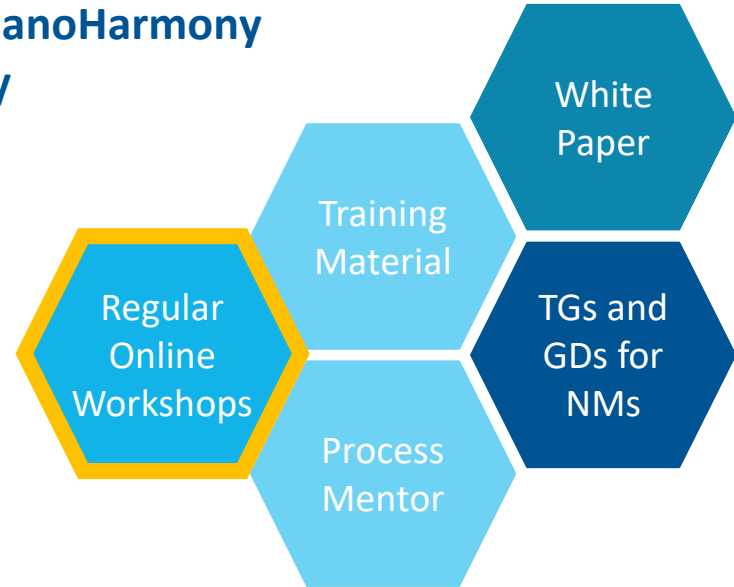 anoHarmony
y
White
Paper
Training
Material
Regular
Online
Workshops
TGs and
GDs for
NMs
Process
Mentor